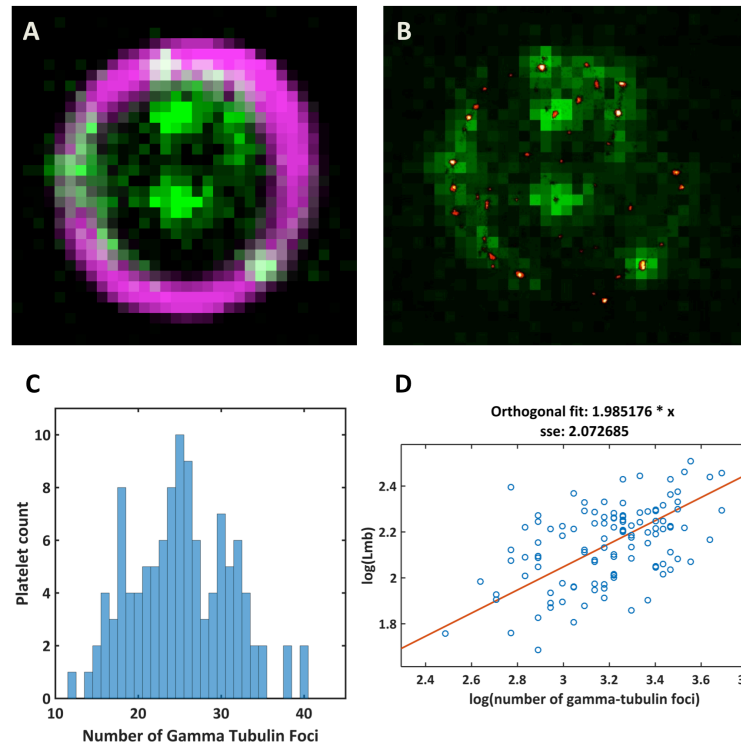 A
B
C
10
8
6
4
2
0
Platelet count
10
20
30
40
Number of Gamma Tubulin Foci
D
Orthogonal fit: 1.985176 * x
sse: 2.072685
2.4
2.2
2
1.8
log(Lmb)
2.4
2.6
2.8
3
3.2
3.4
3.6
log(number of gamma-tubulin foci)